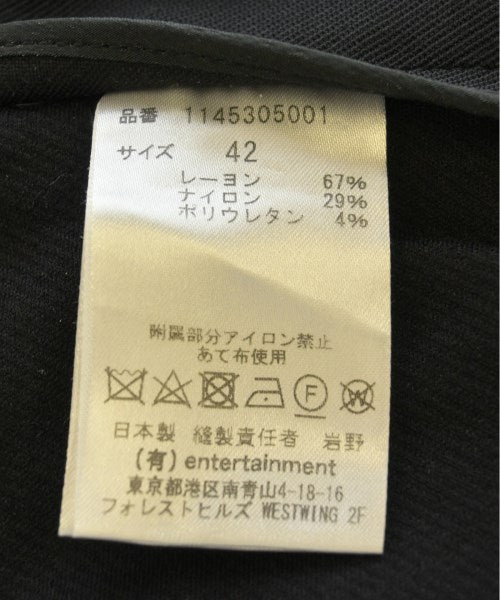 品番 1145305001
サイズ 42
レーヨン 67%
ナイロン 29%
ポリウレタン 4%
附属部分アイロン禁止
あて布使用
F W
日本製 縫製責任者 岩野
(有) entertainment
東京都港区南青山4-18-16
フォレストヒルズ WESTWING 2F